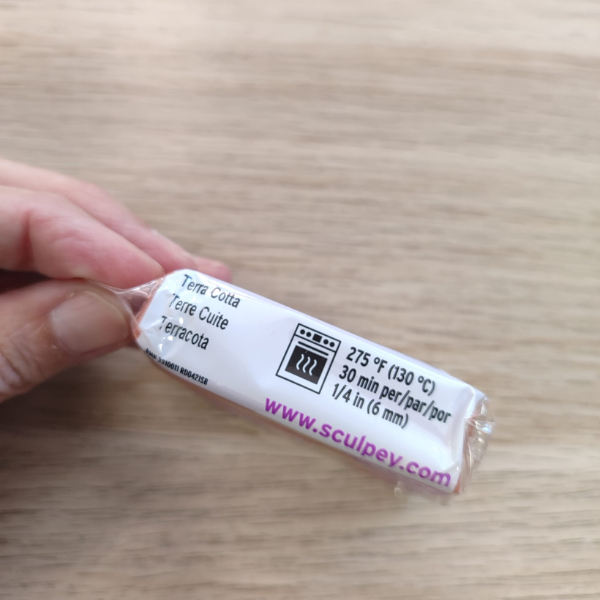 Terra Cotta
Terre Cuite
Terracota
275 °F (130 °C)
30 min per/par/por
1/4 in (6 mm)
www.sculpey.com